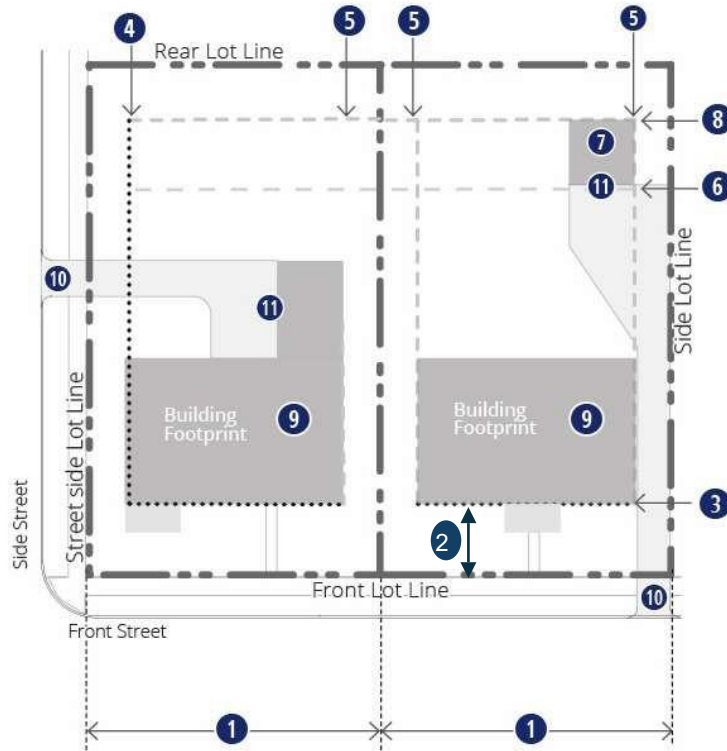 4
5
5
5
Rear Lot Line
7
8
11
6
10
11
Side Lot Line
Building
Footprint
9
Building
Footprint
9
Street side Lot Line
Side Street
3
2
Front Lot Line
10
Front Street
1
1